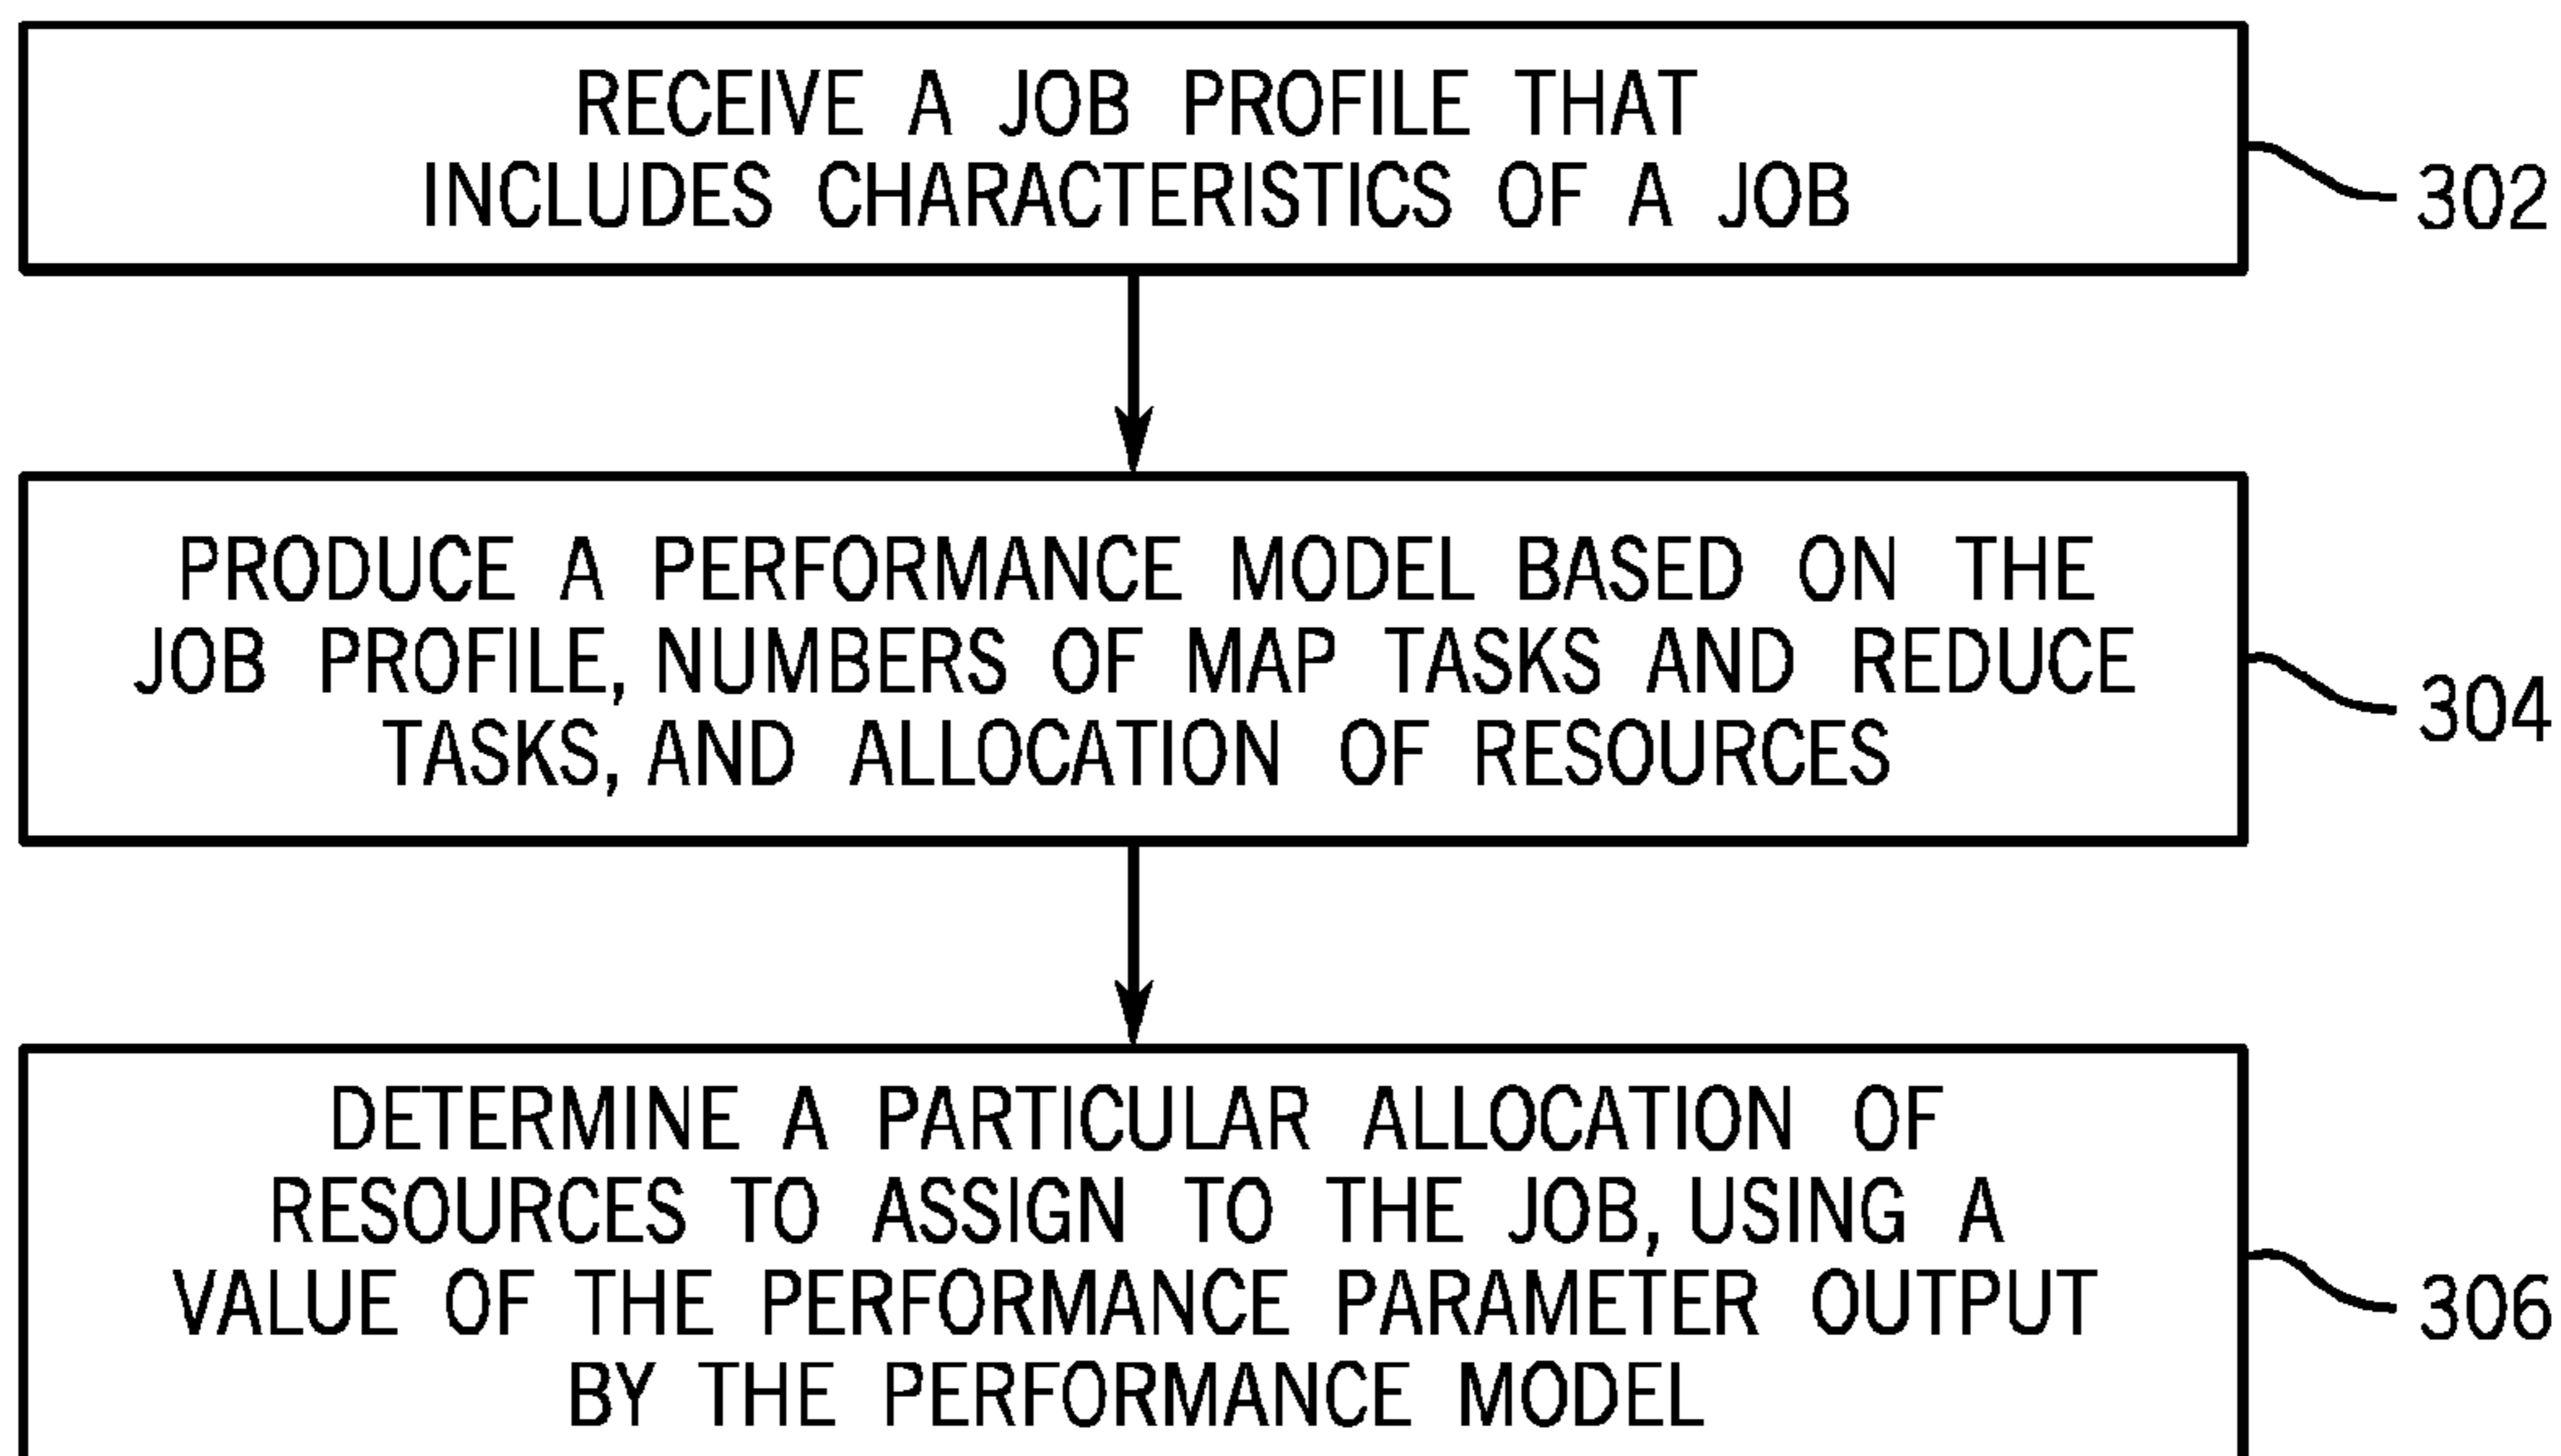 RECEIVE A JOB PROFILE THAT
INCLUDES CHARACTERISTICS OF A JOB
302
PRODUCE A PERFORMANCE MODEL BASED ON THE
JOB PROFILE, NUMBERS OF MAP TASKS AND REDUCE
TASKS, AND ALLOCATION OF RESOURCES
304
DETERMINE A PARTICULAR ALLOCATION OF
RESOURCES TO ASSIGN TO THE JOB, USING A
VALUE OF THE PERFORMANCE PARAMETER OUTPUT
BY THE PERFORMANCE MODEL
306